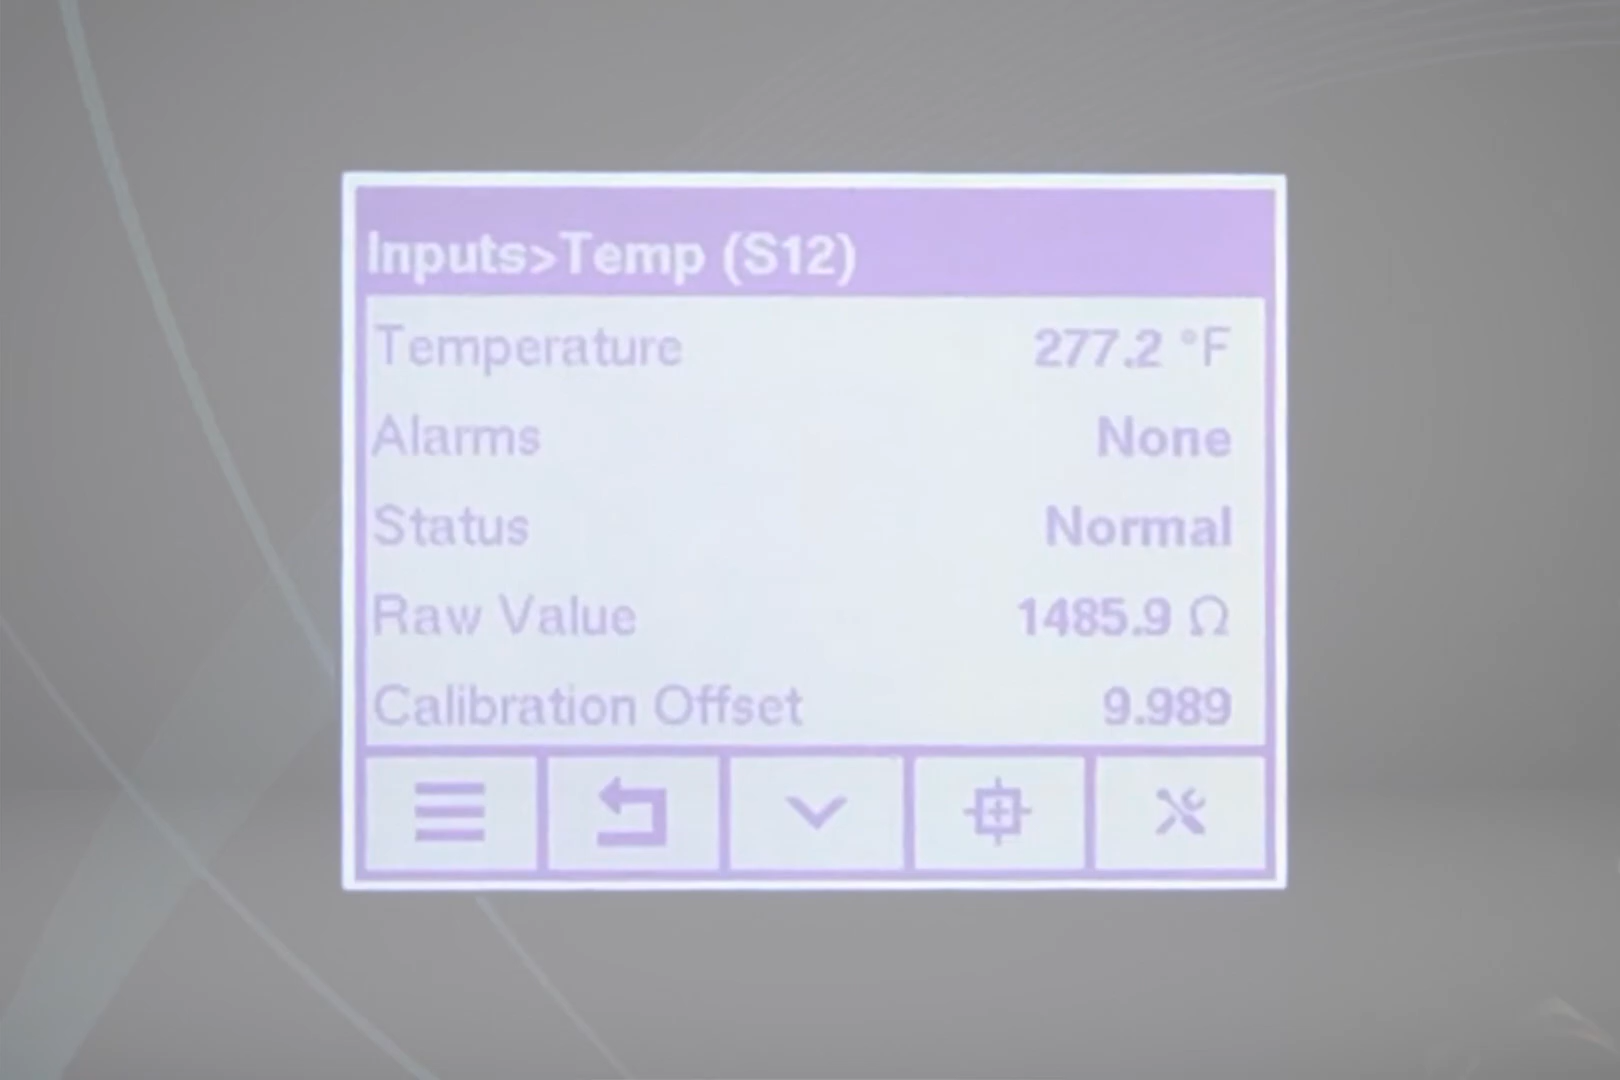 Inputs>Temp (S12)
Temperature 277.2 °F
Alarms None
Status Normal
Raw Value 1485.9 Ω
Calibration Offset 9.989